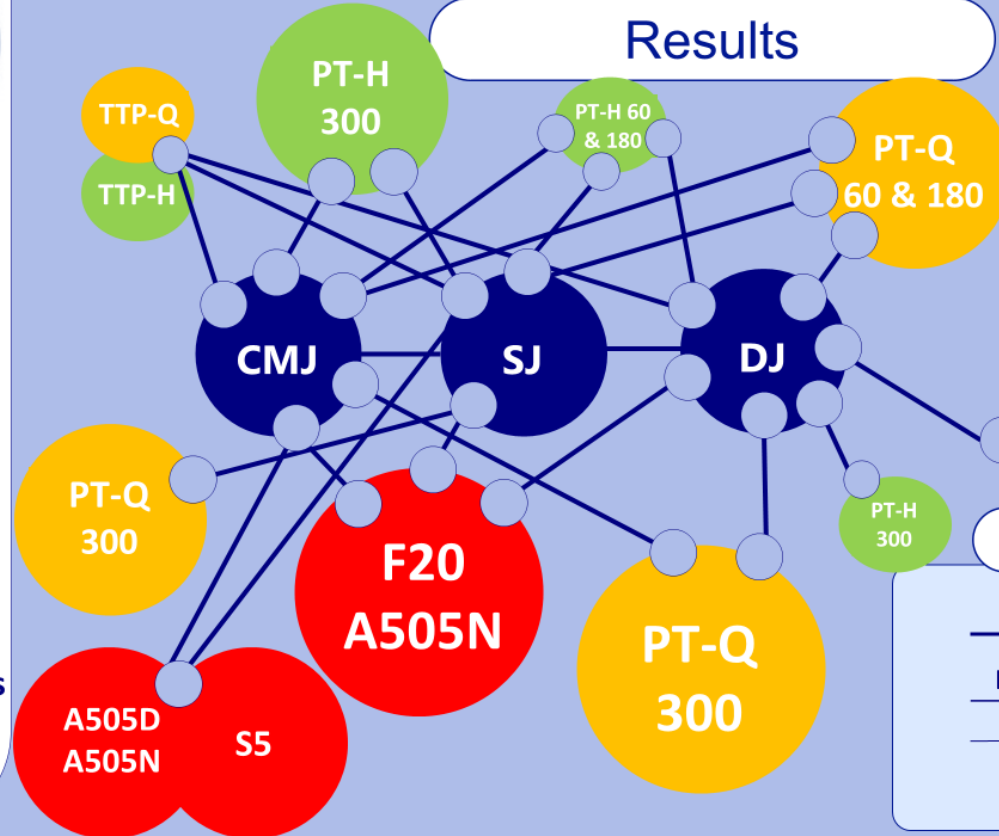 Results
PT-H
300
TTP-Q
TTP-H
PT-H 60
& 180
PT-Q
60 & 180
CMJ
SJ
DJ
PT-Q
300
F20
A505N
PT-H
300
PT-Q
300
A505D
A505N
S5
s